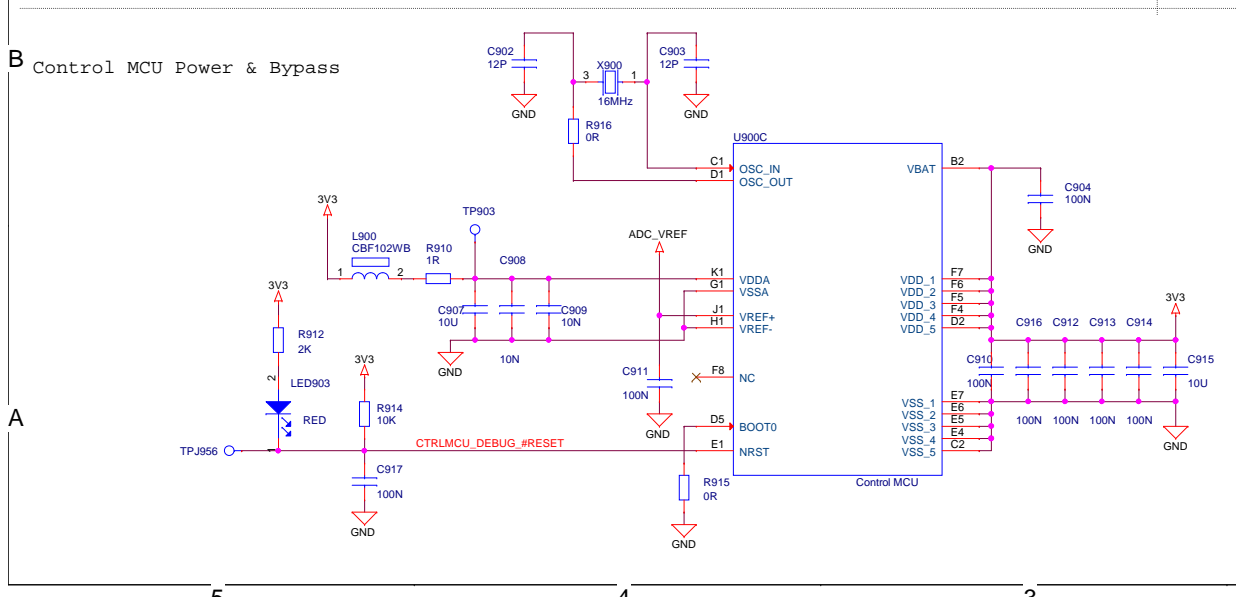 B
Control MCU Power & Bypass
C902
12P
GND
X900
3
1
16MHz
C903
12P
GND
R916
0R
U900C
C1
OSC_IN
D1
OSC_OUT
VBAT
B2
C904
100N
GND
3V3
L900
CBF102WB
1
2
R910
1R
TP903
C908
C907
10U
C909
10N
10N
GND
ADC_VREF
K1
VDDA
G1
VSSA
J1
VREF+
H1
VREF-
F8
NC
D5
BOOT0
E1
NRST
C911
100N
GND
VDD_1
F7
VDD_2
F6
VDD_3
F5
VDD_4
F4
VDD_5
D2
VSS_1
E7
VSS_2
E6
VSS_3
E5
VSS_4
E4
VSS_5
C2
Control MCU
3V3
C916
C912
C913
C914
C910
100N
C915
10U
100N
100N
100N
100N
GND
3V3
R912
2K
2
LED903
RED
1
3V3
R914
10K
A
TPJ956
CTRLMCU_DEBUG_#RESET
C917
100N
GND
R915
0R
GND
5
4
3